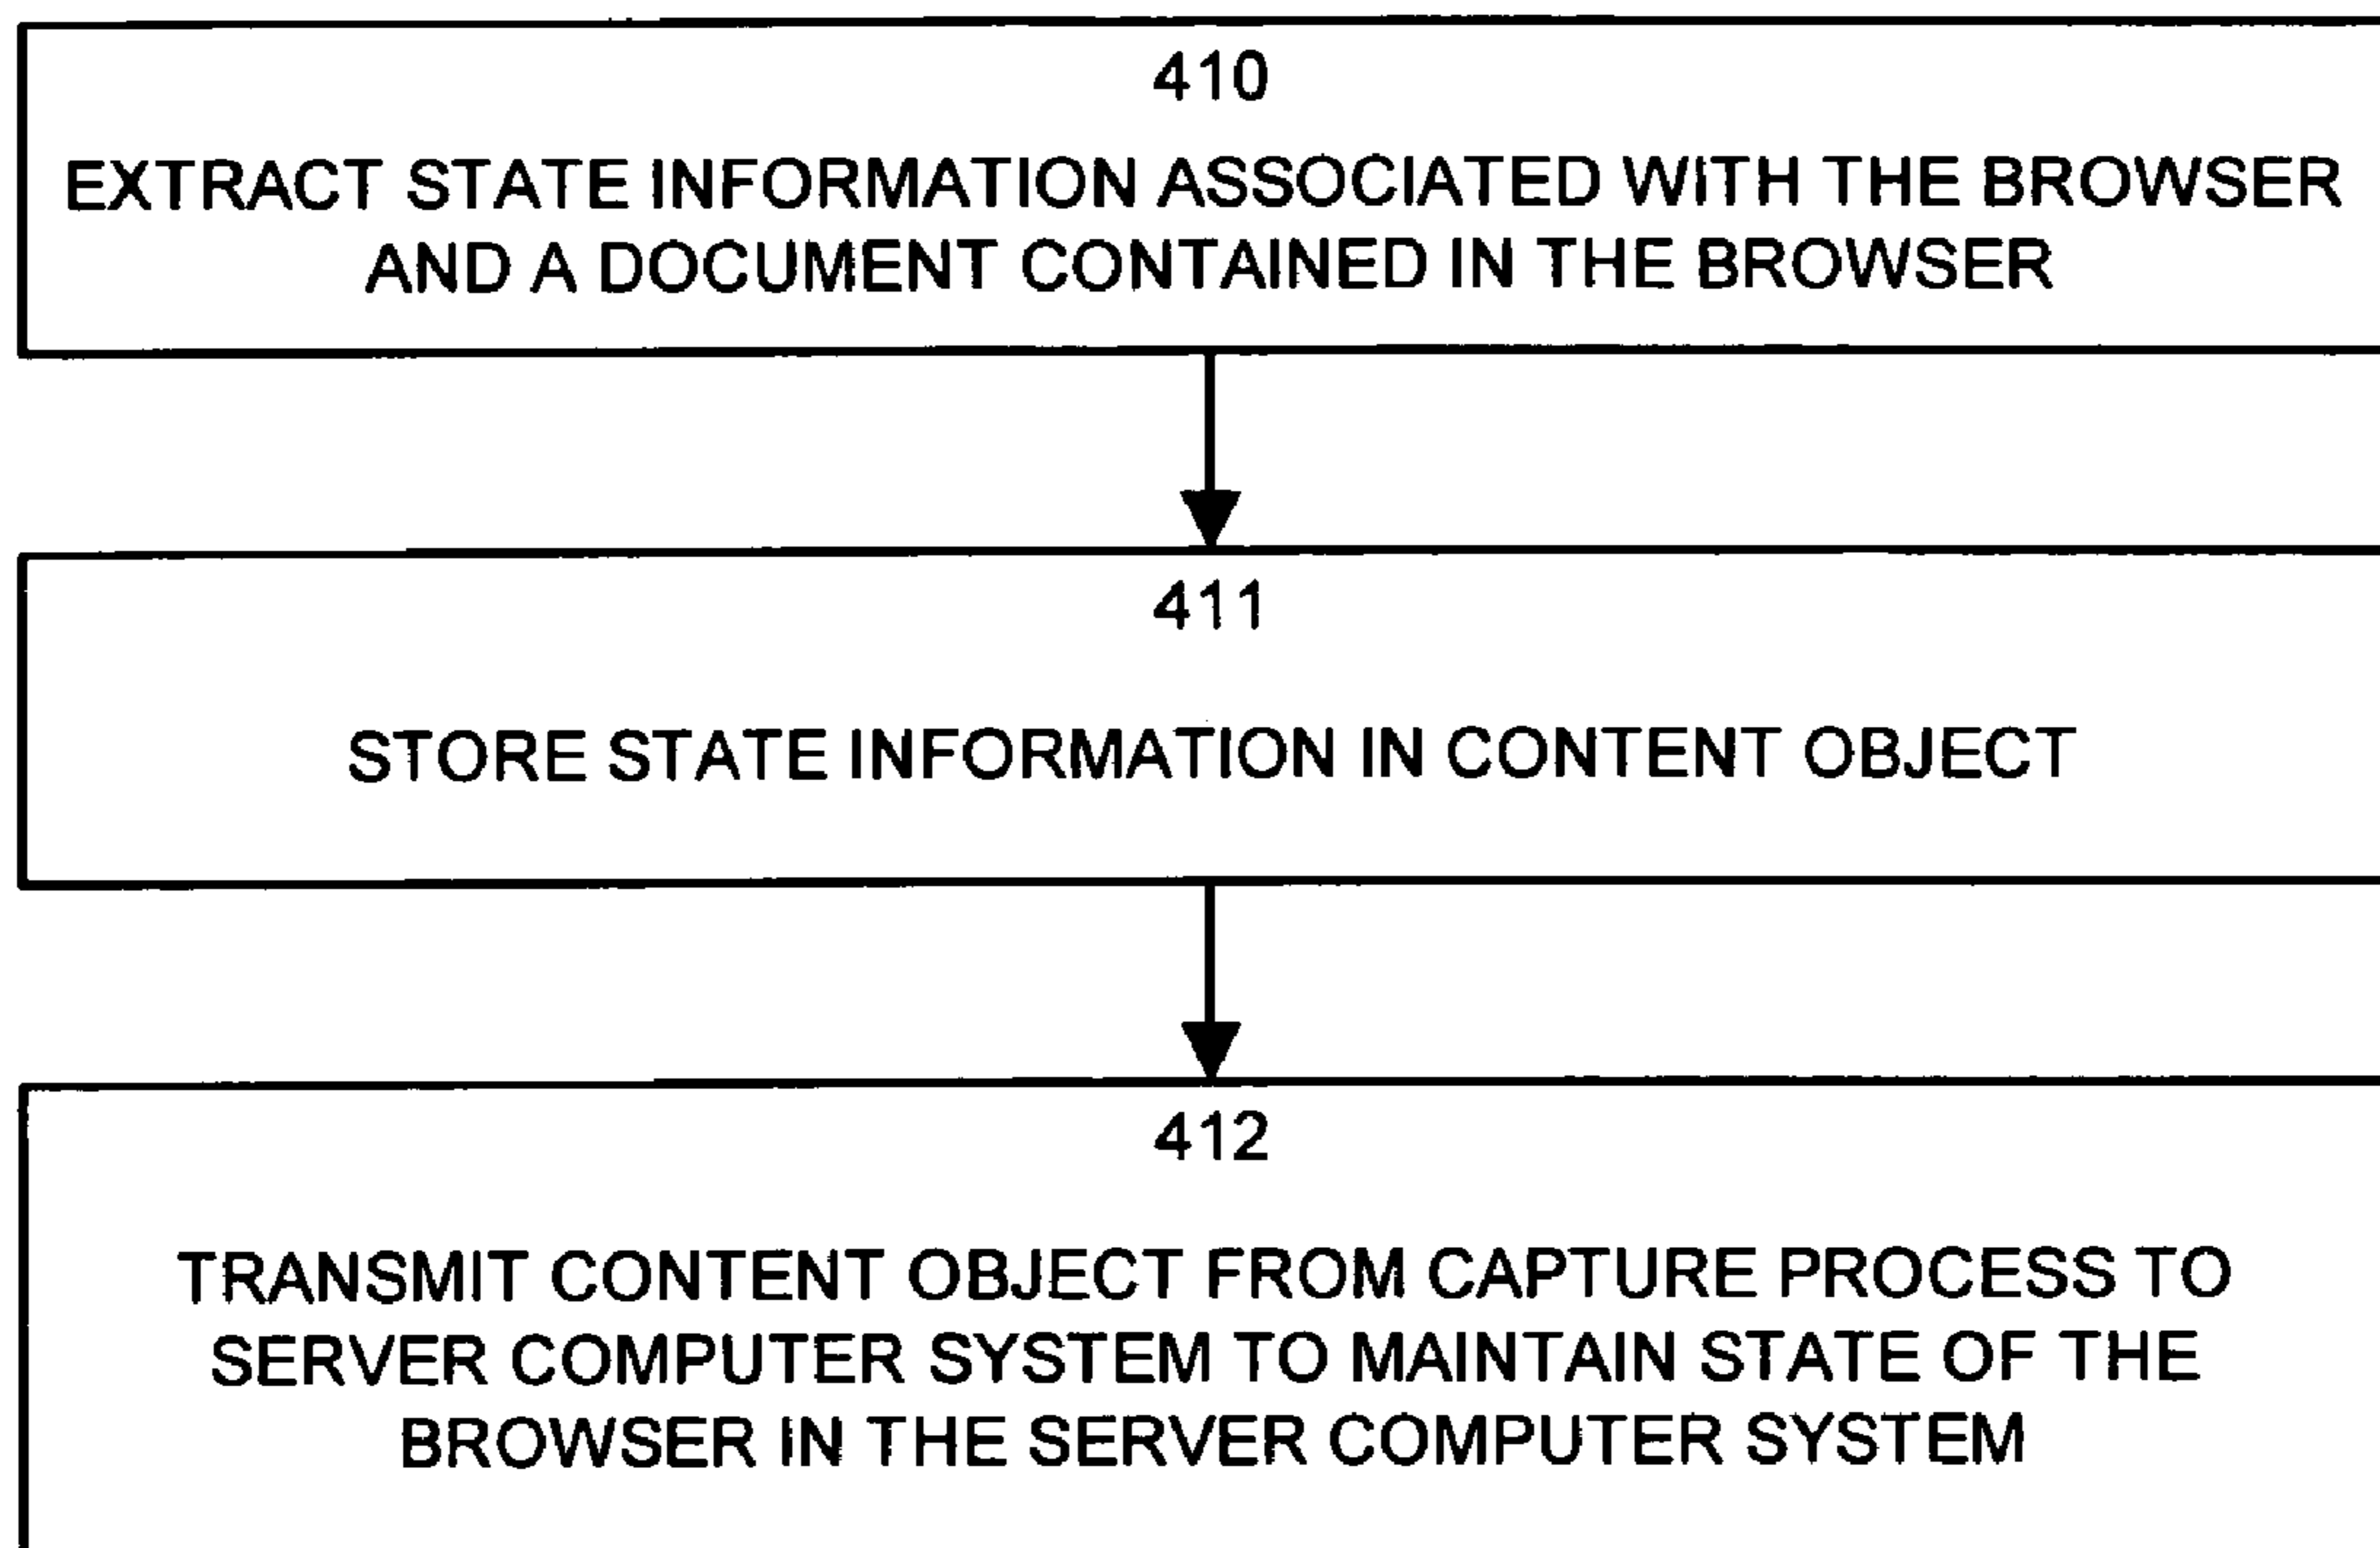 410
EXTRACT STATE INFORMATION ASSOCIATED WITH THE BROWSER
AND A DOCUMENT CONTAINED IN THE BROWSER
411
STORE STATE INFORMATION IN CONTENT OBJECT
412
TRANSMIT CONTENT OBJECT FROM CAPTURE PROCESS TO
SERVER COMPUTER SYSTEM TO MAINTAIN STATE OF THE
BROWSER IN THE SERVER COMPUTER SYSTEM